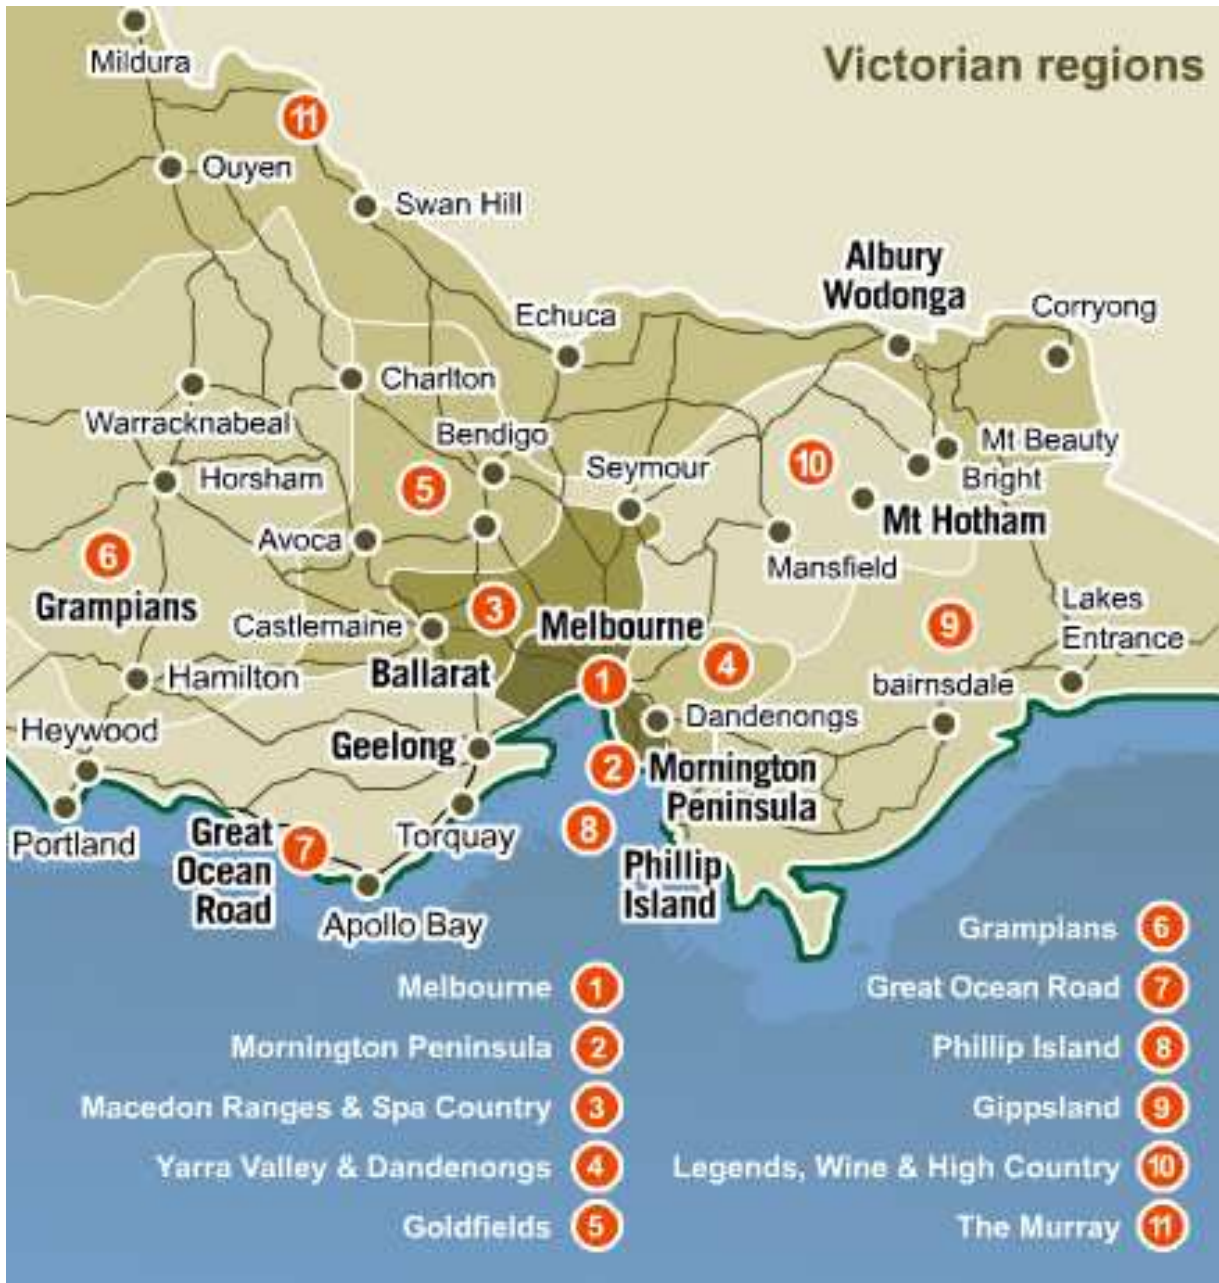 Victorian regions
Mildura
11
Ouyen
Swan Hill
Albury
Wodonga
Corryong
Echuca
Charlton
Warracknabeal
Bendigo
Mt Beauty
Seymour
10
Bright
Horsham
5
Mt Hotham
Avoca
6
Mansfield
Grampians
3
Lakes
Entrance
Castlemaine
Melbourne
9
4
Ballarat
1
Hamilton
bairnsdale
Dandenongs
Heywood
Geelong
2
Mornington
Peninsula
Portland
Great
Ocean
Road
7
Torquay
8
Phillip
Island
Apollo Bay
Melbourne 1
Mornington Peninsula 2
Macedon Ranges & Spa Country 3
Yarra Valley & Dandenongs 4
Goldfields 5
Grampians 6
Great Ocean Road 7
Phillip Island 8
Gippsland 9
Legends, Wine & High Country 10
The Murray 11